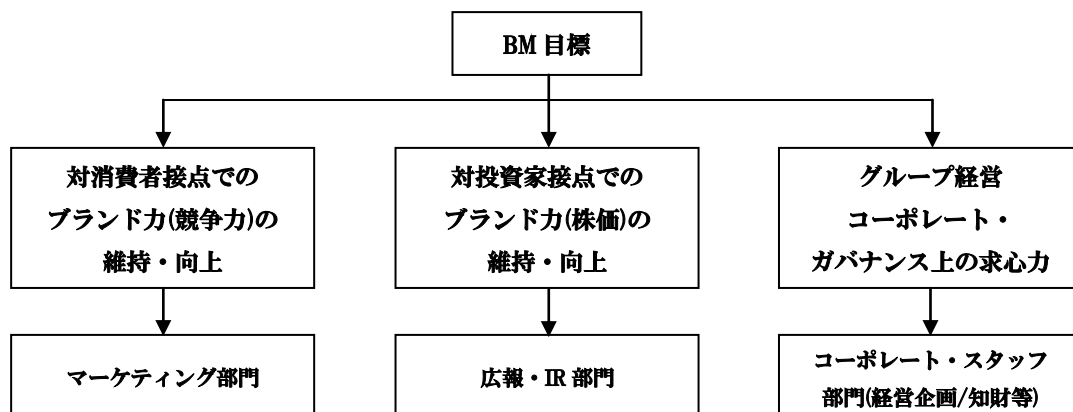 BM 目標
対消費者接点での
ブランド力(競争力)の
維持・向上
対投資家接点での
ブランド力(株価)の
維持・向上
グループ経営
コーポレート・
ガバナンス上の求心力
マーケティング部門
広報・IR 部門
コーポレート・スタッフ
部門(経営企画/知財等)